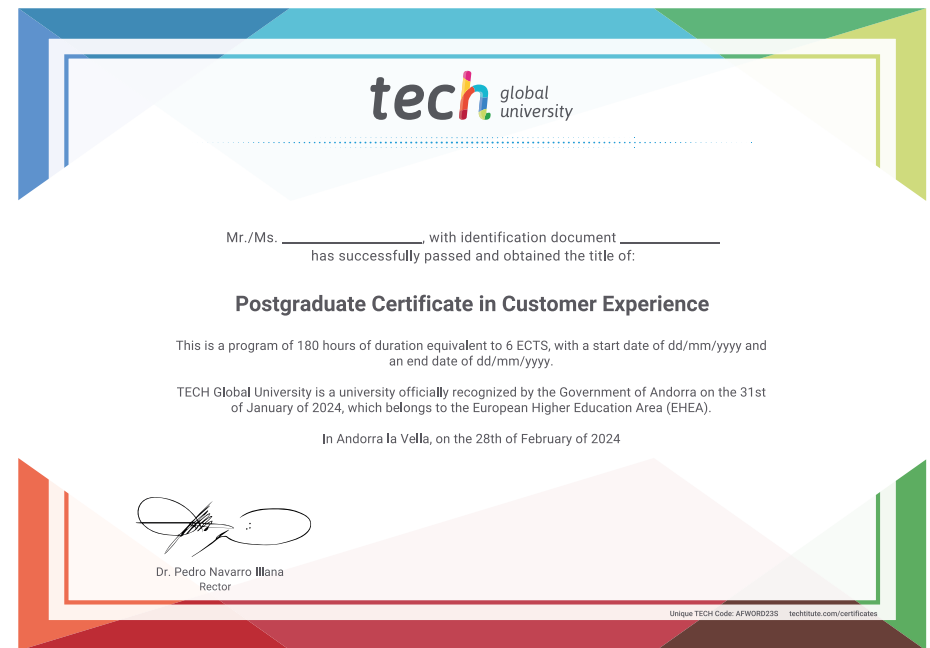 tech global
university
Mr./Ms. ____________, with identification document ____________
has successfully passed and obtained the title of:
Postgraduate Certificate in Customer Experience
This is a program of 180 hours of duration equivalent to 6 ECTS, with a start date of dd/mm/yyyy and
an end date of dd/mm/yyyy.
TECH Global University is a university officially recognized by the Government of Andorra on the 31st
of January of 2024, which belongs to the European Higher Education Area (EHEA).
In Andorra la Vella, on the 28th of February of 2024
Dr. Pedro Navarro Illana
Rector
Unique TECH Code: AFWORD23S techtitute.com/certificates